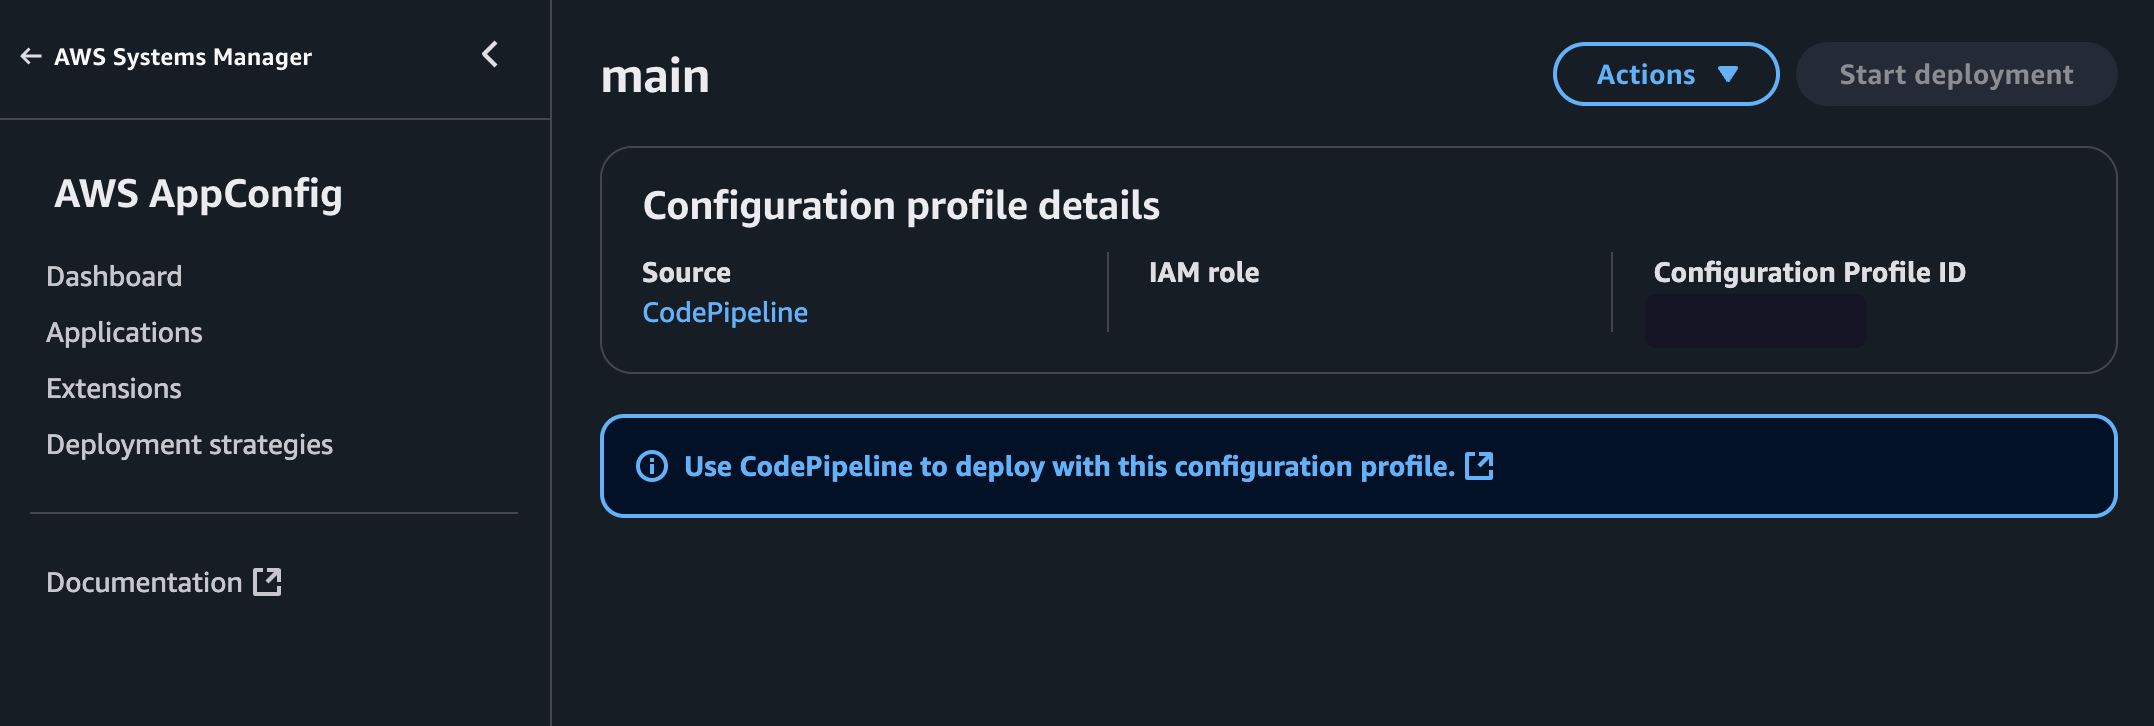 AWS Systems Manager
AWS AppConfig
Dashboard
Applications
Extensions
Deployment strategies
Documentation
main
Actions
Start deployment
Configuration profile details
Source
CodePipeline
IAM role
Configuration Profile ID
Use CodePipeline to deploy with this configuration profile.